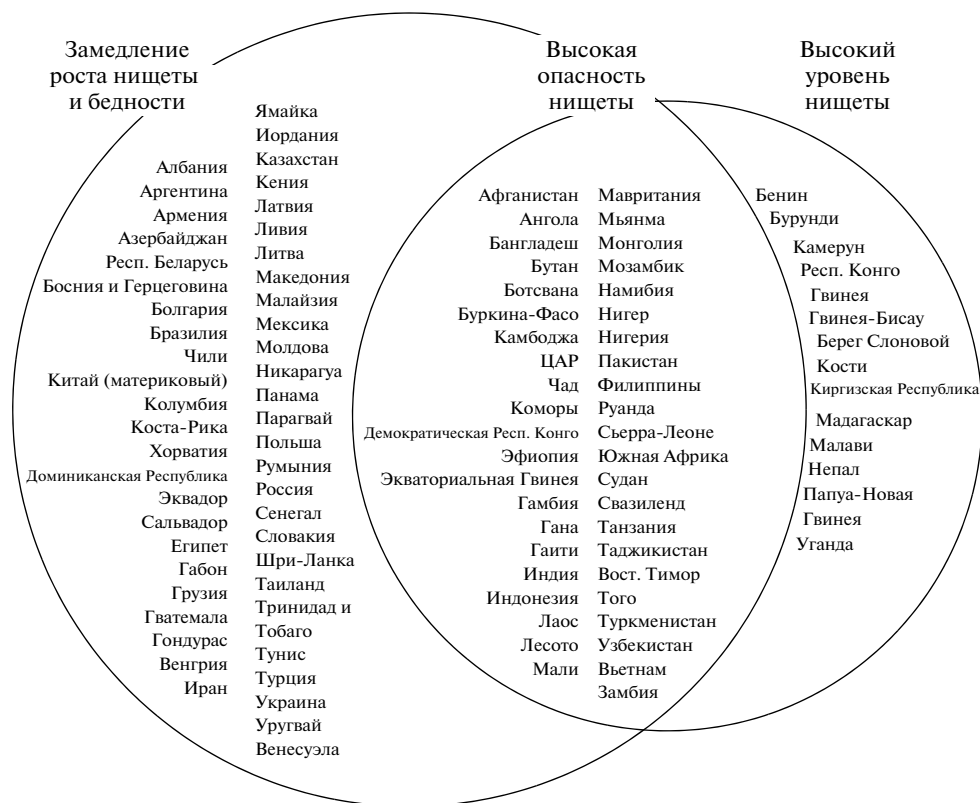 Замедление
роста нищеты
и бедности
Высокая
опасность
нищеты
Высокий
уровень
нищеты
Албания
Аргентина
Армения
Азербайджан
Респ. Беларусь
Босния и Герцеговина
Болгария
Бразилия
Чили
Китай (материковый)
Колумбия
Коста-Рика
Хорватия
Доминиканская Республика
Эквадор
Сальвадор
Египет
Габон
Грузия
Гватемала
Гондурас
Венгрия
Иран
Ямайка
Иордания
Казахстан
Кения
Латвия
Ливия
Литва
Македония
Малайзия
Мексика
Молдова
Никарагуа
Панама
Парагвай
Польша
Румыния
Россия
Сенегал
Словакия
Шри-Ланка
Таиланд
Тринидад и
Тобаго
Тунис
Турция
Украина
Уругвай
Венесуэла
Афганистан
Ангола
Бангладеш
Бутан
Ботсвана
Буркина-Фасо
Камбоджа
ЦАР
Чад
Коморы
Демократическая Респ. Конго
Эфиопия
Экваториальная Гвинея
Гамбия
Гана
Гаити
Индия
Индонезия
Лаос
Лесото
Мали
Мавритания
Мьянма
Монголия
Мозамбик
Намибия
Нигер
Нигерия
Пакистан
Филиппины
Руанда
Сьерра-Леоне
Южная Африка
Судан
Свазиленд
Танзания
Таджикистан
Вост. Тимор
Того
Туркменистан
Узбекистан
Вьетнам
Замбия
Бенин
Бурунди
Камерун
Респ. Конго
Гвинея
Гвинея-Бисау
Берег Слоновой
Кости
Киргизская Республика
Мадагаскар
Малави
Непал
Папуа-Новая
Гвинея
Уганда